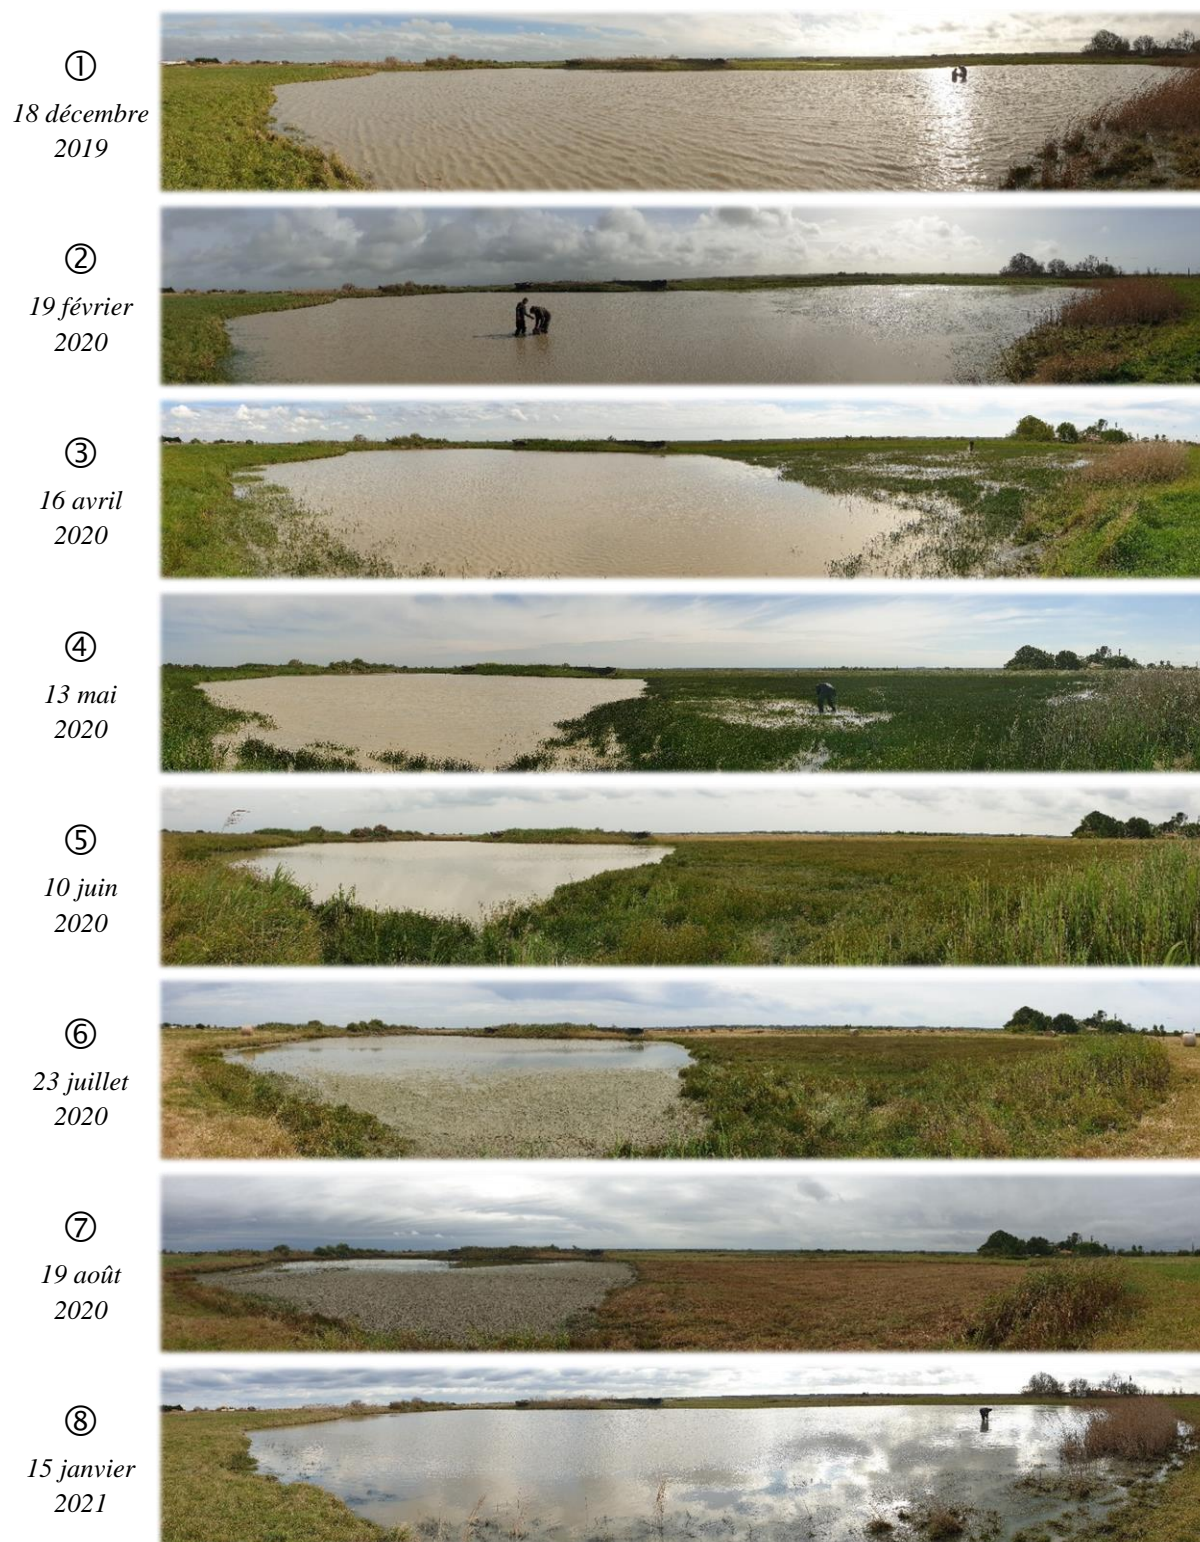 ①
18 décembre
2019
②
19 février
2020
③
16 avril
2020
④
13 mai
2020
⑤
10 juin
2020
⑥
23 juillet
2020
⑦
19 août
2020
⑧
15 janvier
2021